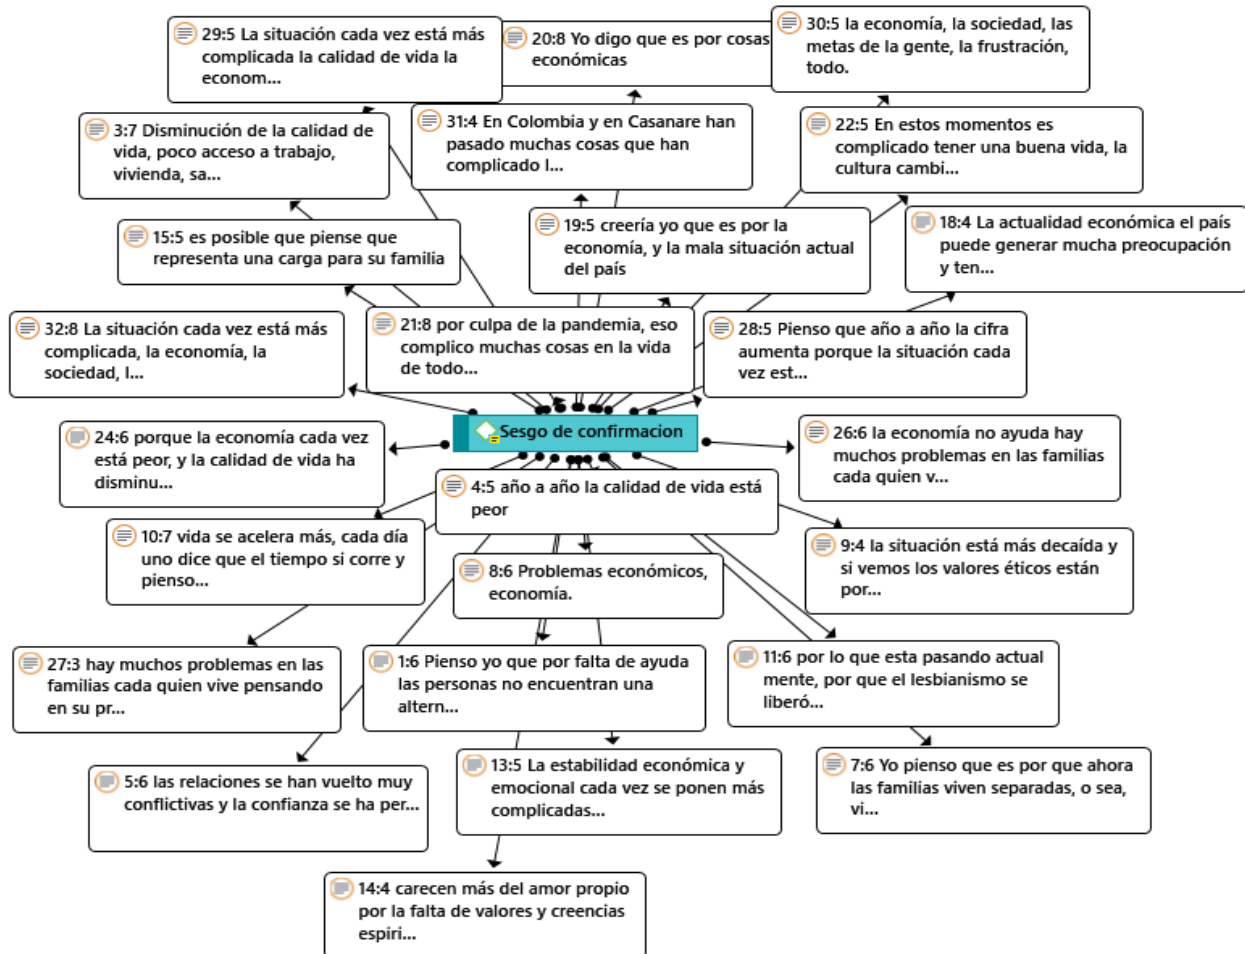 29:5 La situación cada vez está más
complicada la calidad de vida la
econom...
20:8 Yo digo que es por cosas
económicas
30:5 la economía, la sociedad, las
metas de la gente, la frustración,
todo.
3:7 Disminución de la calidad de
vida, poco acceso a trabajo,
vivienda, sa...
31:4 En Colombia y en Casanare han
pasado muchas cosas que han
complicado l...
22:5 En estos momentos es
complicado tener una buena vida, la
cultura cambi...
15:5 es posible que piense que
representa una carga para su familia
19:5 creería yo que es por la
economía, y la mala situación actual
del país
18:4 La actualidad económica el país
puede generar mucha preocupación
y ten...
32:8 La situación cada vez está más
complicada, la economía, la
sociedad, l...
21:8 por culpa de la pandemia, eso
complico muchas cosas en la vida
de todo...
28:5 Pienso que año a año la cifra
aumenta porque la situación cada
vez est...
24:6 porque la economía cada vez
está peor, y la calidad de vida ha
disminu...
Sesgo de confirmacion
26:6 la economía no ayuda hay
muchos problemas en las familias
cada quien v...
4:5 año a año la calidad de vida está
peor
10:7 vida se acelera más, cada día
uno dice que el tiempo si corre y
pienso...
8:6 Problemas económicos,
economía.
9:4 la situación está más decaída y
si vemos los valores éticos están
por...
27:3 hay muchos problemas en las
familias cada quien vive pensando
en su pr...
1:6 Pienso yo que por falta de ayuda
las personas no encuentran una
altern...
11:6 por lo que esta pasando actual
mente, por que el lesbianismo se
liberó...
5:6 las relaciones se han vuelto muy
conflictivas y la confianza se ha per...
13:5 La estabilidad económica y
emocional cada vez se ponen más
complicadas...
7:6 Yo pienso que es por que ahora
las familias viven separadas, o sea,
vi...
14:4 carecen más del amor propio
por la falta de valores y creencias
espiri...